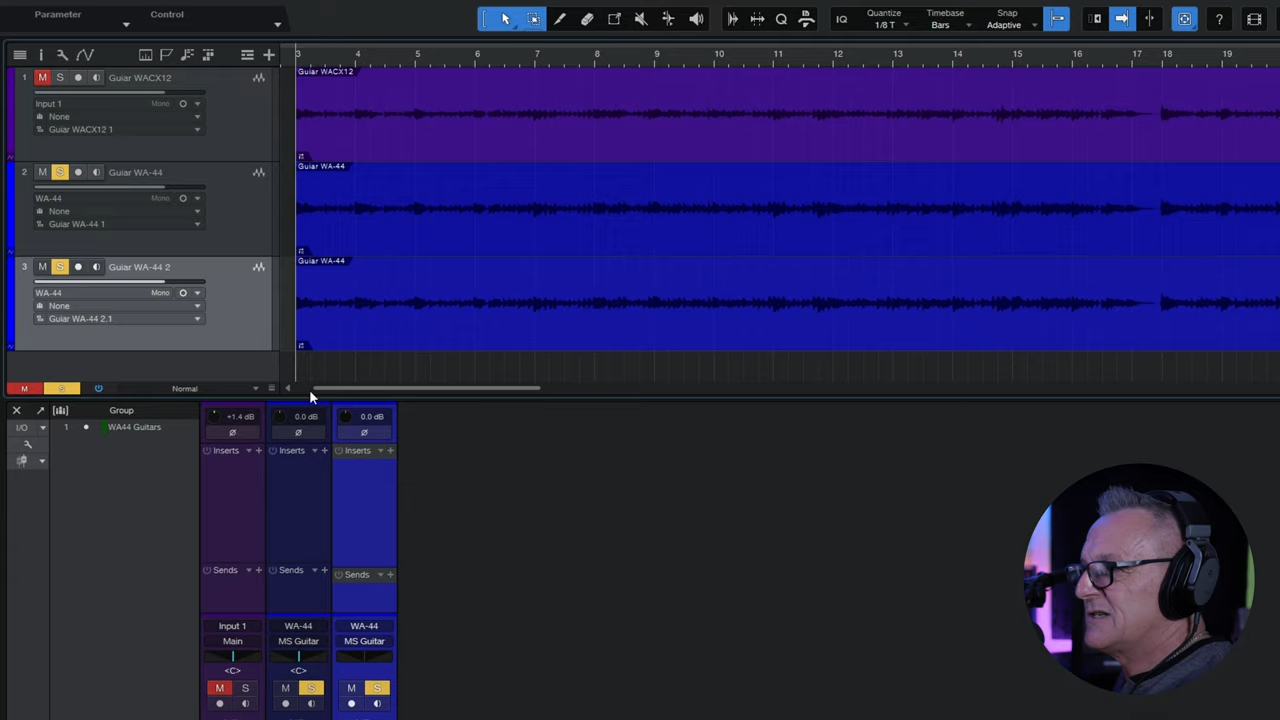 Parameter
Control
IQ
Quantize
1/8 T
Timebase
Bars
Snap
Adaptive
?
3 4 5 6 7 8 9 10 11 12 13 14 15 16 17 18 19
1 M S Guiar WACX12
Input 1 Mono
None
Guiar WACX12 1
Guiar WACX12
2 M S Guiar WA-44
WA-44 Mono
None
Guiar WA-44 1
Guiar WA-44
3 M S Guiar WA-44 2
WA-44 Mono
None
Guiar WA-44 2.1
Guiar WA-44
M S Normal
Group
I/O
1 WA44 Guitars
+1.4 dB 0.0 dB 0.0 dB
Ø Ø Ø
Inserts Inserts Inserts
Sends Sends Sends
Input 1 WA-44 WA-44
Main MS Guitar MS Guitar
<C> <C>
M S M S M S